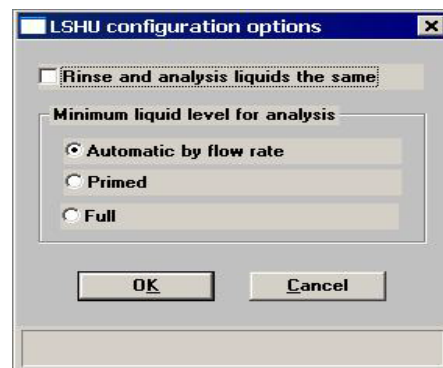 LSHU configuration options
Rinse and analysis liquids the same
Minimum liquid level for analysis
Automatic by flow rate
Primed
Full
OK
Cancel